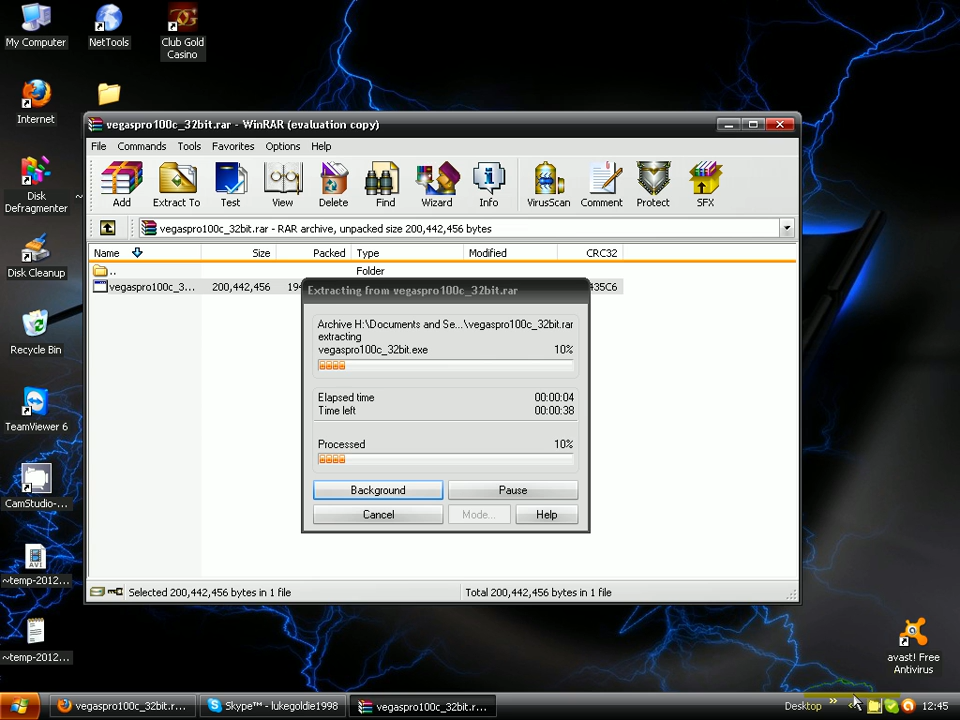 My Computer
NetTools
Club Gold
Casino
Internet
Disk
Defragmenter
~
Disk Cleanup
Recycle Bin
TeamViewer 6
CamStudio-...
~temp-2012...
~temp-2012...
avast! Free
Antivirus
vegaspro100c_32bit.rar - WinRAR (evaluation copy)
File Commands Tools Favorites Options Help
Add Extract To Test View Delete Find Wizard Info VirusScan Comment Protect SFX
vegaspro100c_32bit.rar - RAR archive, unpacked size 200,442,456 bytes
Name Size Packed Type Modified CRC32
.. Folder
vegaspro100c_3... 200,442,456 194 435C6
Extracting from vegaspro100c_32bit.rar
Archive H:\Documents and Se...\vegaspro100c_32bit.rar
extracting
vegaspro100c_32bit.exe 10%
Elapsed time 00:00:04
Time left 00:00:38
Processed 10%
Background Pause
Cancel Mode... Help
Selected 200,442,456 bytes in 1 file Total 200,442,456 bytes in 1 file
vegaspro100c_32bit.r... Skype™ - lukegoldie1998 vegaspro100c_32bit.r... Desktop » 12:45